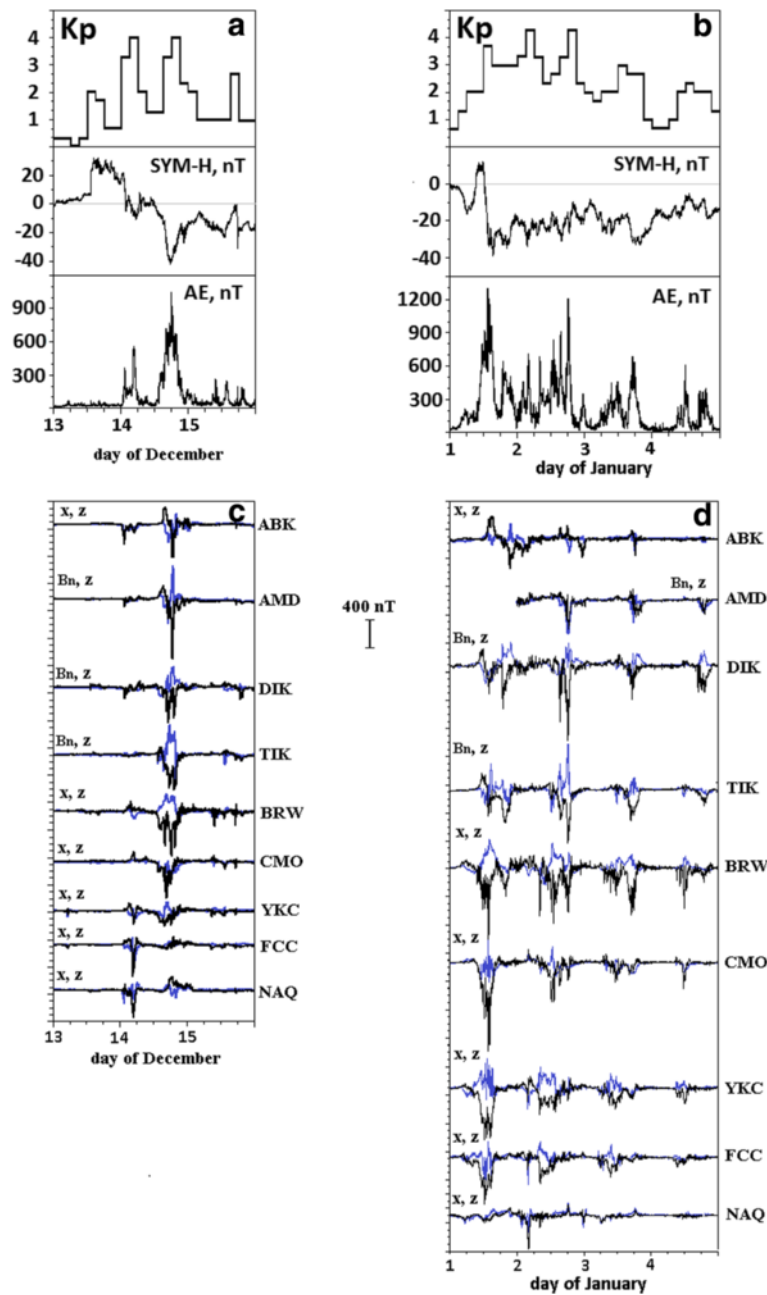 Kp a
4
3
2
1
SYM-H, nT
20
0
-20
-40
AE, nT
900
600
300
13 14 15
day of December
Kp b
4
3
2
1
SYM-H, nT
0
-20
-40
AE, nT
1200
900
600
300
1 2 3 4
day of January
c
x, z ABK
Bn, z AMD
Bn, z DIK
Bn, z TIK
x, z BRW
x, z CMO
x, z YKC
x, z FCC
x, z NAQ
13 14 15
day of December
400 nT
d
x, z ABK
Bn, z AMD
Bn, z DIK
Bn, z TIK
x, z BRW
x, z CMO
x, z YKC
x, z FCC
x, z NAQ
1 2 3 4
day of January